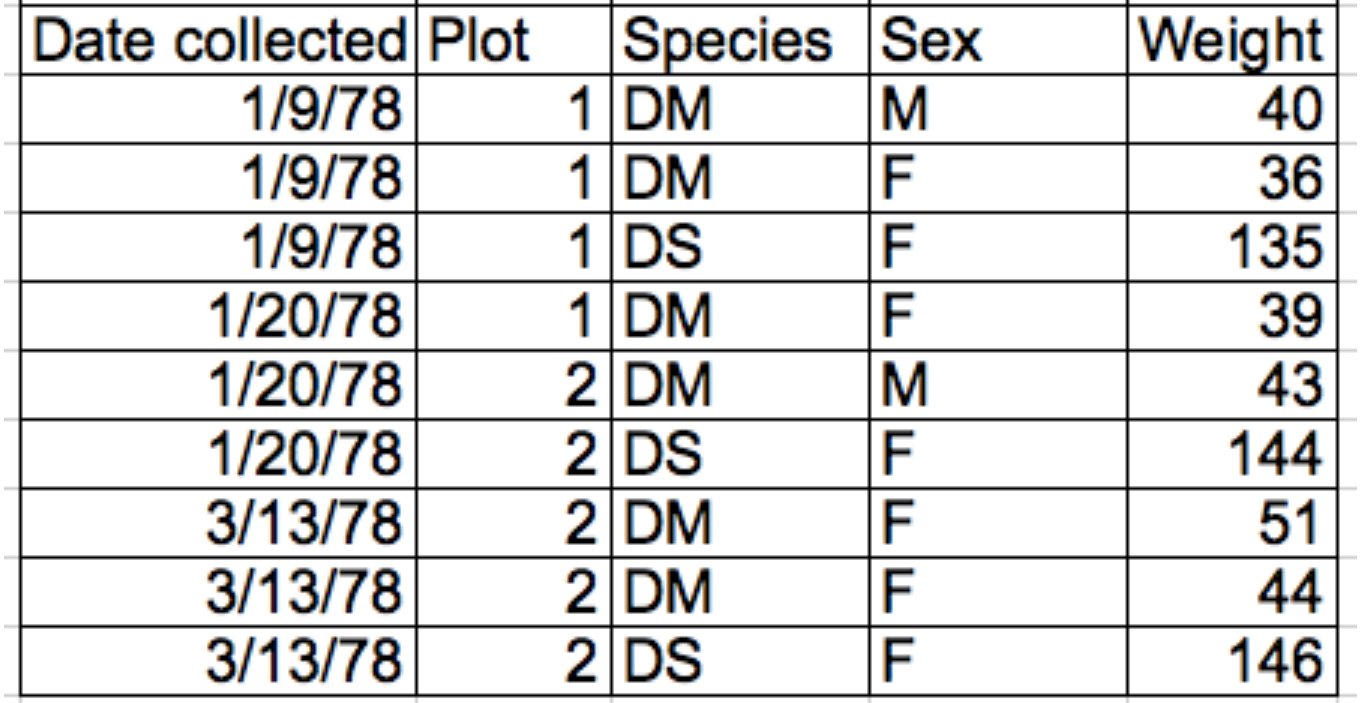 Date collected Plot Species Sex Weight
1/9/78 1 DM M 40
1/9/78 1 DM F 36
1/9/78 1 DS F 135
1/20/78 1 DM F 39
1/20/78 2 DM M 43
1/20/78 2 DS F 144
3/13/78 2 DM F 51
3/13/78 2 DM F 44
3/13/78 2 DS F 146